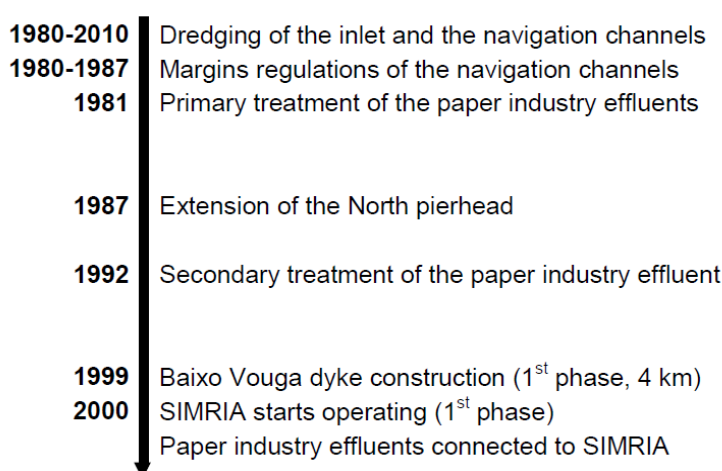 1980-2010 Dredging of the inlet and the navigation channels
1980-1987 Margins regulations of the navigation channels
1981 Primary treatment of the paper industry effluents
1987 Extension of the North pierhead
1992 Secondary treatment of the paper industry effluent
1999 Baixo Vouga dyke construction (1st phase, 4 km)
2000 SIMRIA starts operating (1st phase)
Paper industry effluents connected to SIMRIA